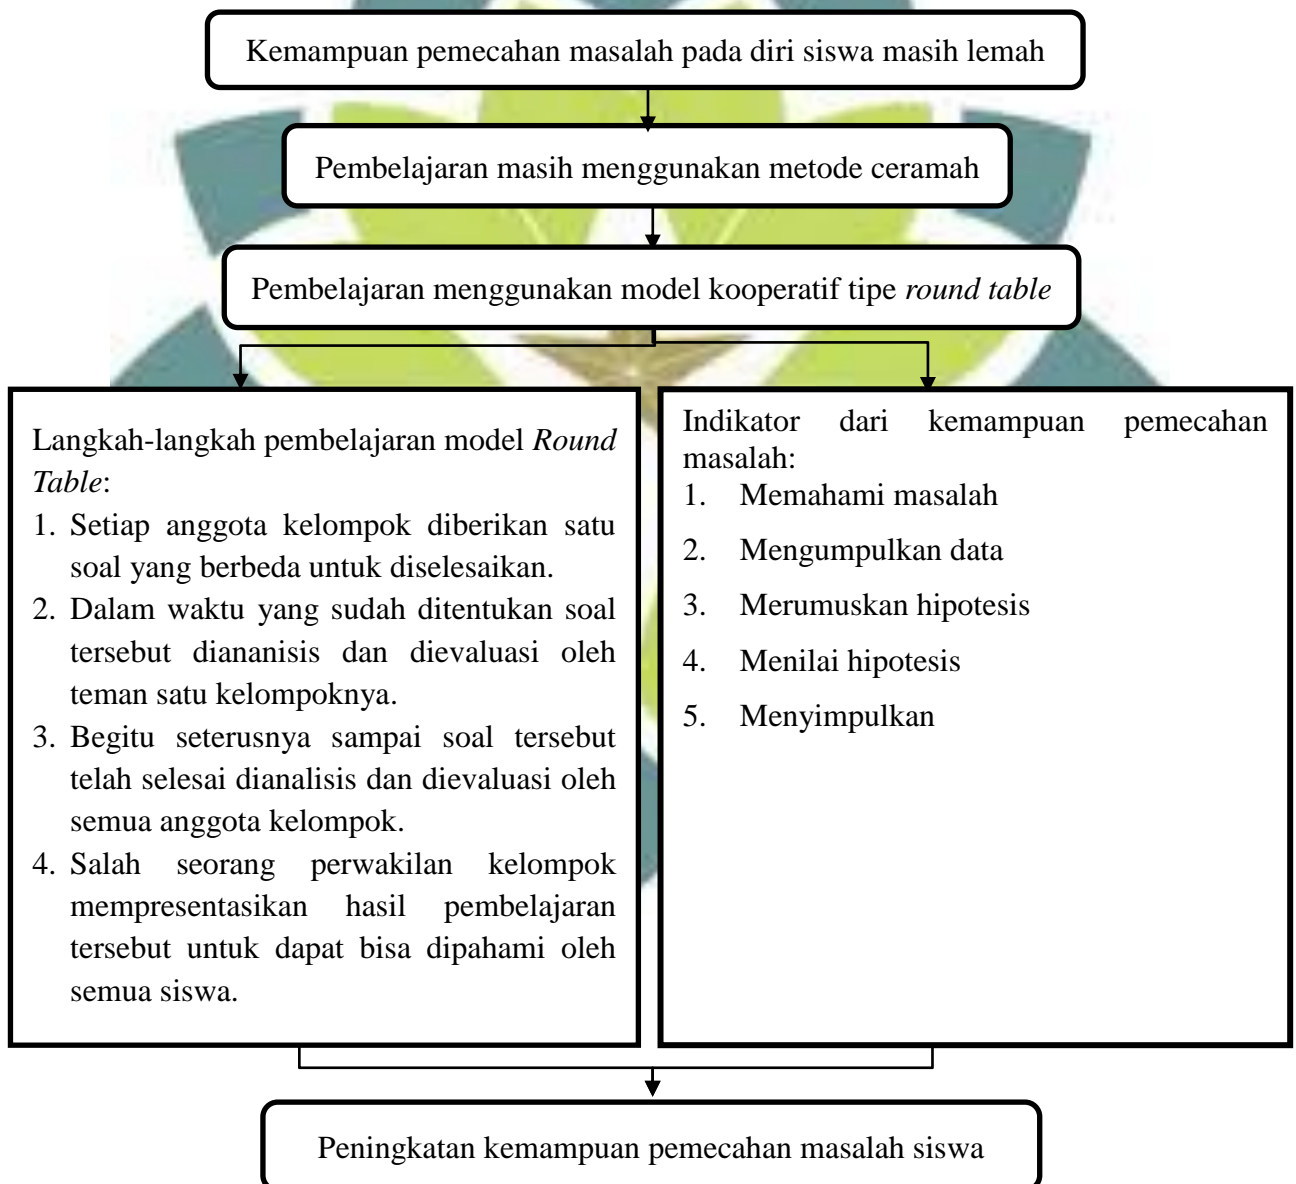 Kemampuan pemecahan masalah pada diri siswa masih lemah
Pembelajaran masih menggunakan metode ceramah
Pembelajaran menggunakan model kooperatif tipe round table
Langkah-langkah pembelajaran model Round
Table:
1. Setiap anggota kelompok diberikan satu
soal yang berbeda untuk diselesaikan.
2. Dalam waktu yang sudah ditentukan soal
tersebut diananisis dan dievaluasi oleh
teman satu kelompoknya.
3. Begitu seterusnya sampai soal tersebut
telah selesai dianalisis dan dievaluasi oleh
semua anggota kelompok.
4. Salah seorang perwakilan kelompok
mempresentasikan hasil pembelajaran
tersebut untuk dapat bisa dipahami oleh
semua siswa.
Indikator dari kemampuan pemecahan
masalah:
1. Memahami masalah
2. Mengumpulkan data
3. Merumuskan hipotesis
4. Menilai hipotesis
5. Menyimpulkan
Peningkatan kemampuan pemecahan masalah siswa